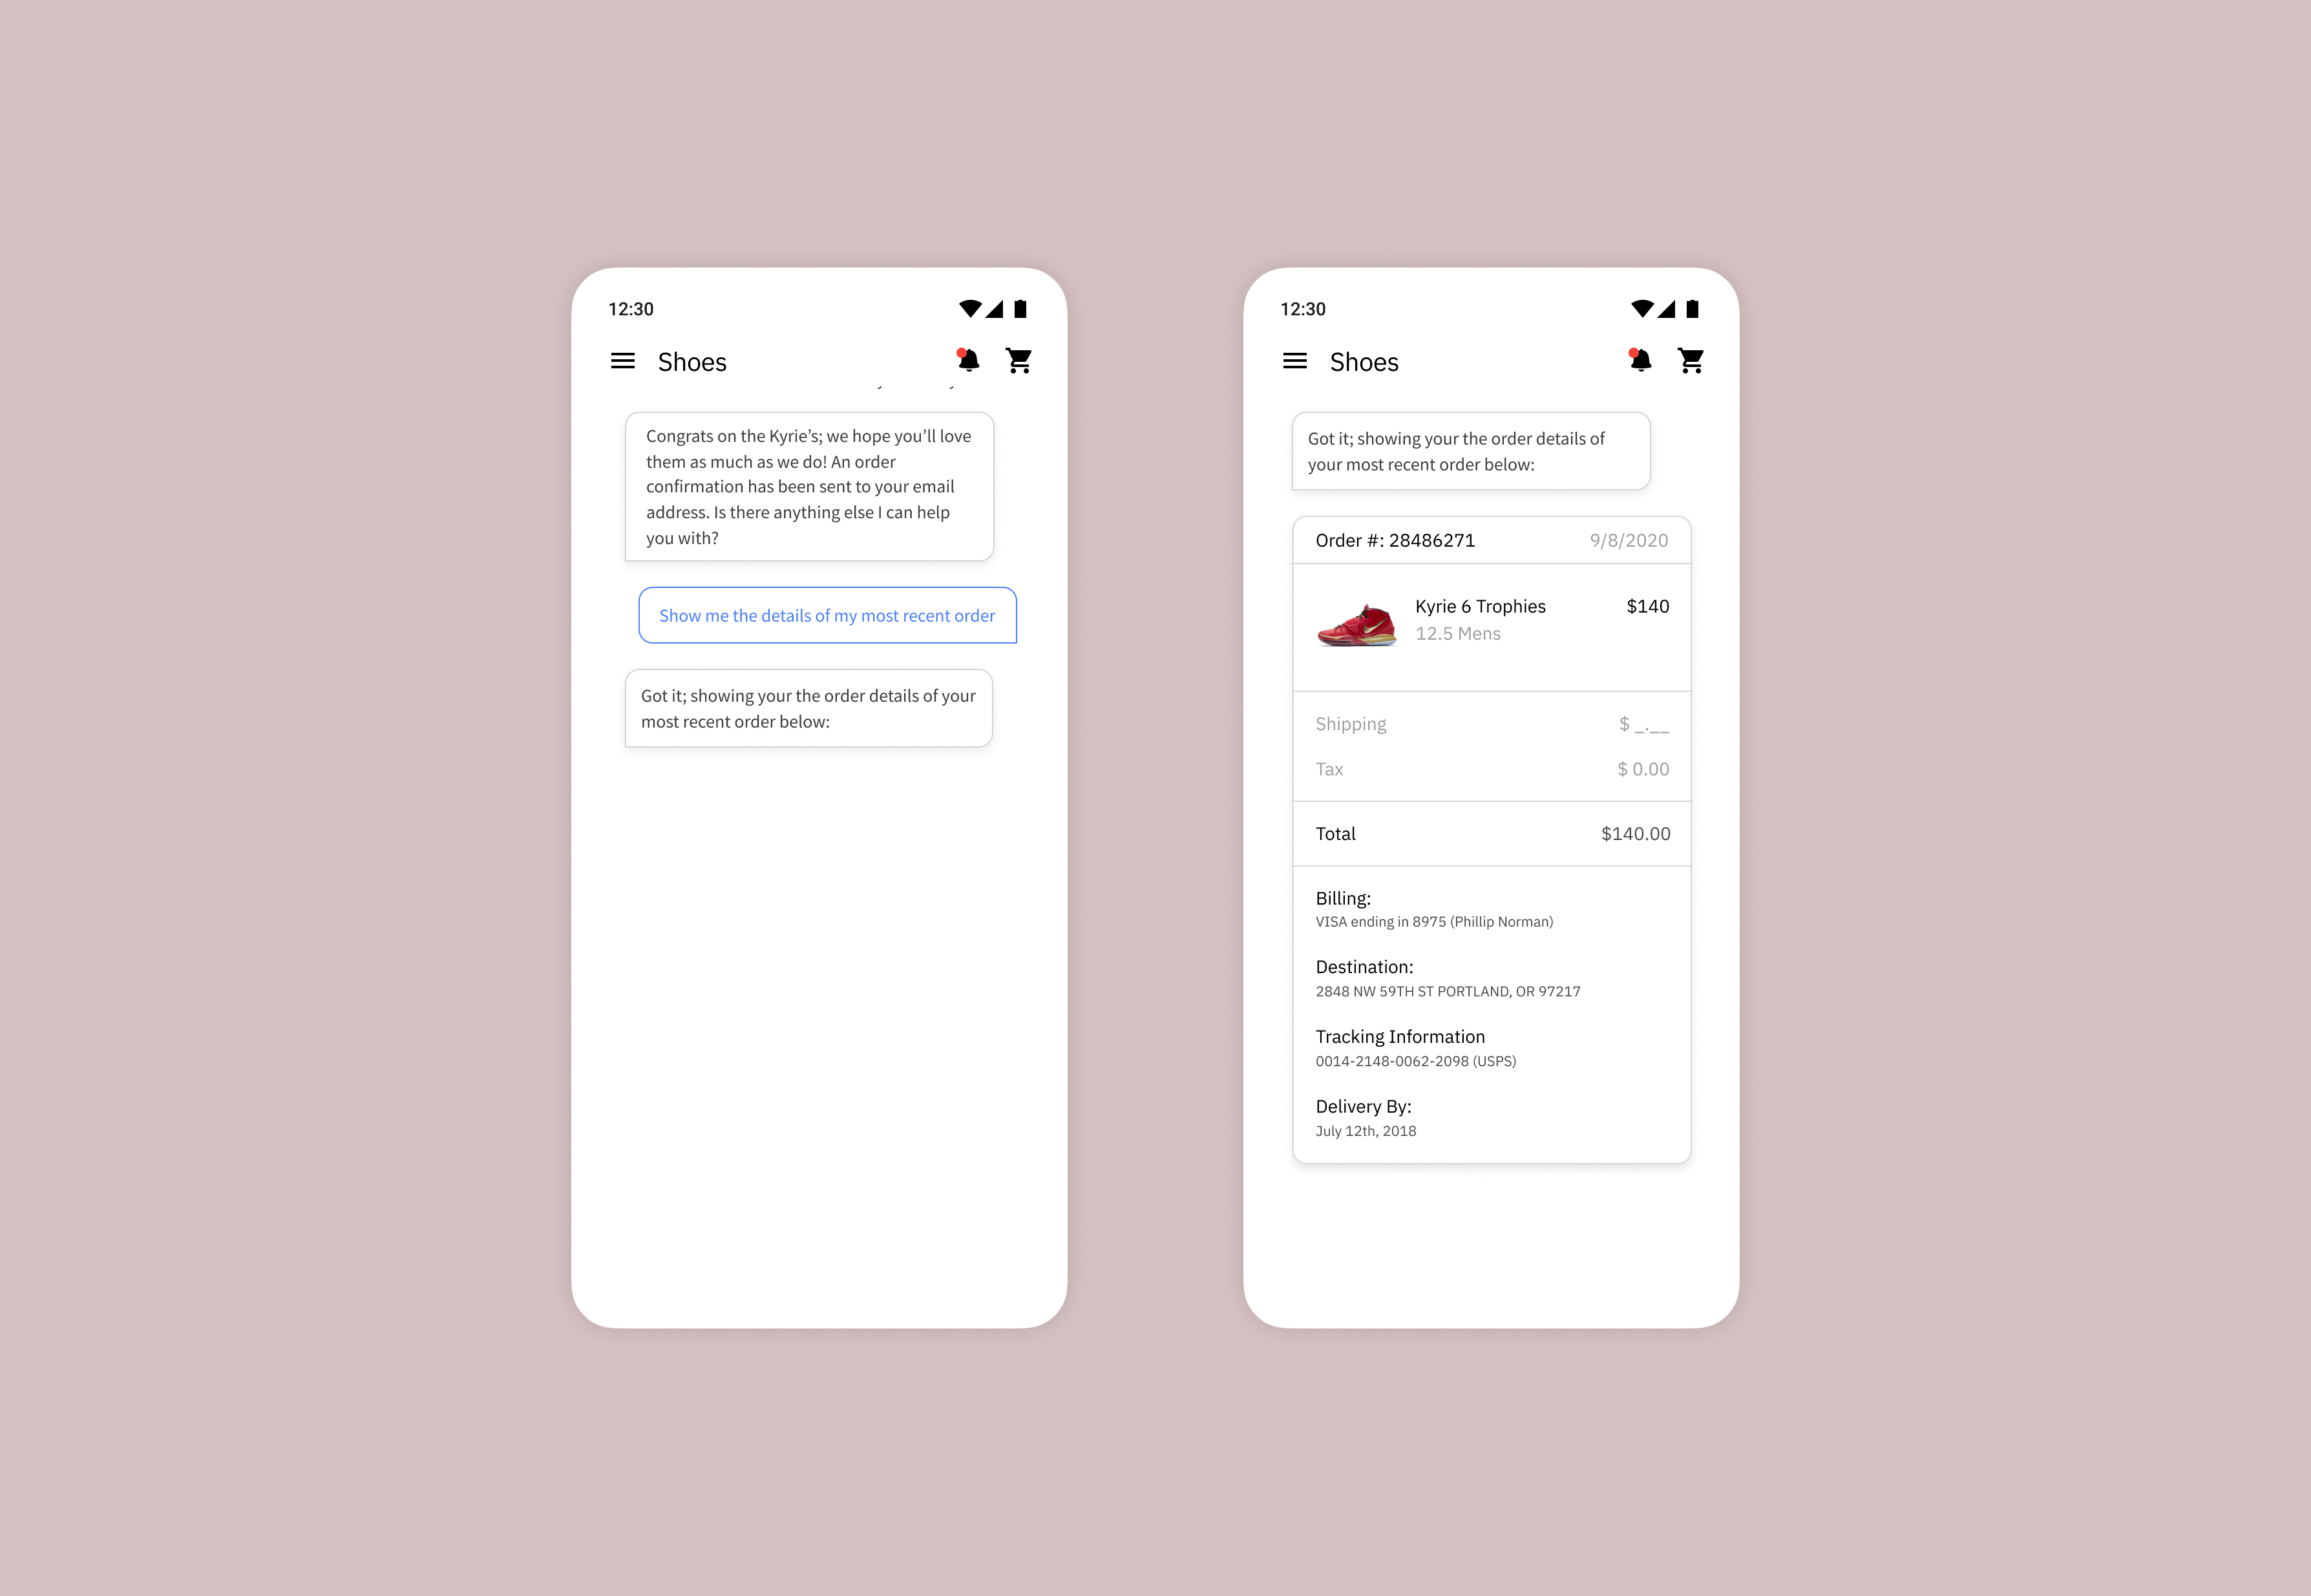 12:30
Shoes
Congrats on the Kyrie’s; we hope you’ll love
them as much as we do! An order
confirmation has been sent to your email
address. Is there anything else I can help
you with?
Show me the details of my most recent order
Got it; showing your the order details of your
most recent order below:
12:30
Shoes
Got it; showing your the order details of
your most recent order below:
Order #: 28486271 9/8/2020
Kyrie 6 Trophies $140
12.5 Mens
Shipping $ _.__
Tax $ 0.00
Total $140.00
Billing:
VISA ending in 8975 (Phillip Norman)
Destination:
2848 NW 59TH ST PORTLAND, OR 97217
Tracking Information
0014-2148-0062-2098 (USPS)
Delivery By:
July 12th, 2018